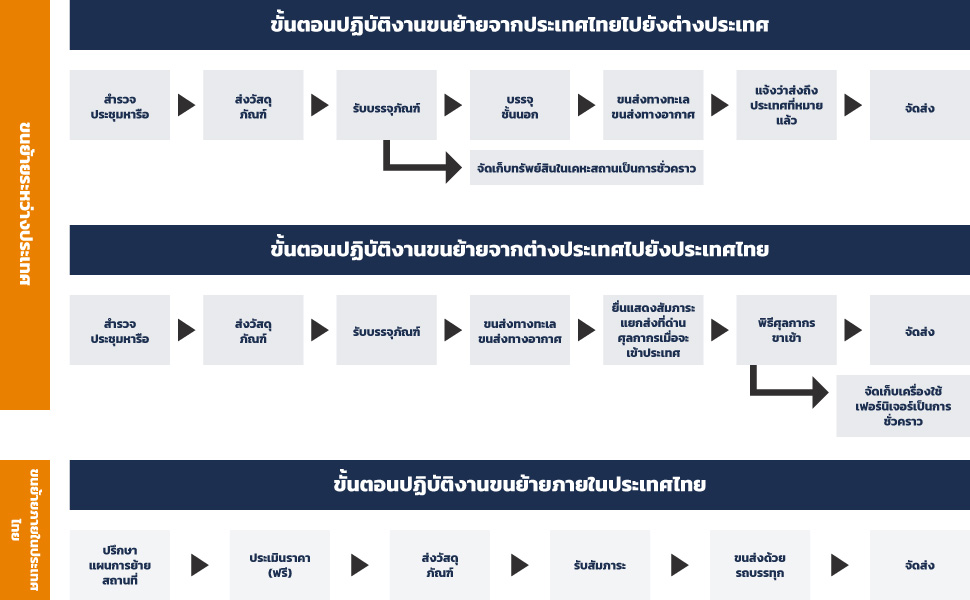 ขนย้ายระหว่างประเทศ
ขั้นตอนปฏิบัติงานขนย้ายจากประเทศไทยไปยังต่างประเทศ
สำรวจ
ประชุมหารือ
ส่งวัสดุ
ภัณฑ์
รับบรรจุภัณฑ์
บรรจุ
ชั้นนอก
ขนส่งทางทะเล
ขนส่งทางอากาศ
แจ้งว่าส่งถึง
ประเทศที่หมาย
แล้ว
จัดส่ง
จัดเก็บทรัพย์สินในเคหะสถานเป็นการชั่วคราว
ขั้นตอนปฏิบัติงานขนย้ายจากต่างประเทศไปยังประเทศไทย
สำรวจ
ประชุมหารือ
ส่งวัสดุ
ภัณฑ์
รับบรรจุภัณฑ์
ขนส่งทางทะเล
ขนส่งทางอากาศ
ยื่นแสดงสัมภาระ
แยกส่งที่ด่าน
ศุลกากรเมื่อจะ
เข้าประเทศ
พิธีศุลกากร
ขาเข้า
จัดส่ง
จัดเก็บเครื่องใช้
เฟอร์นิเจอร์เป็นการ
ชั่วคราว
ขนย้ายภายในประเทศ
ไทย
ขั้นตอนปฏิบัติงานขนย้ายภายในประเทศไทย
ปรึกษา
แผนการย้าย
สถานที่
ประเมินราคา
(ฟรี)
ส่งวัสดุ
ภัณฑ์
รับสัมภาระ
ขนส่งด้วย
รถบรรทุก
จัดส่ง